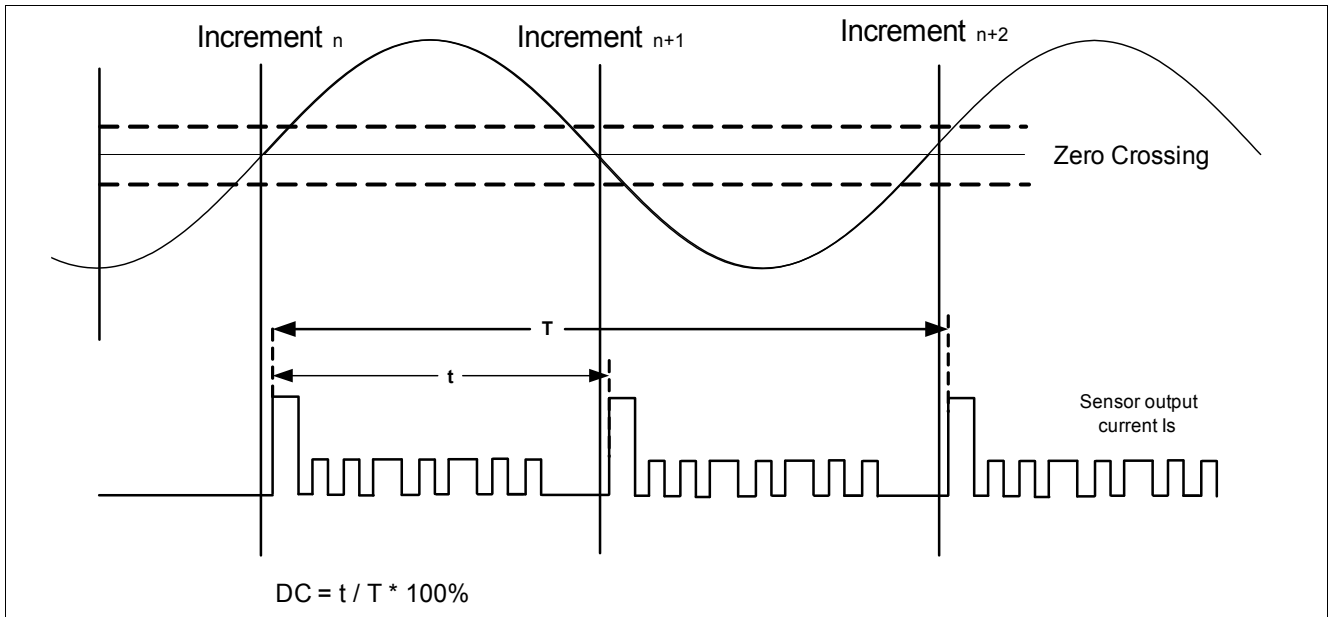 Increment n
Increment n+1
Increment n+2
Zero Crossing
T
t
Sensor output
current Is
DC = t / T * 100%